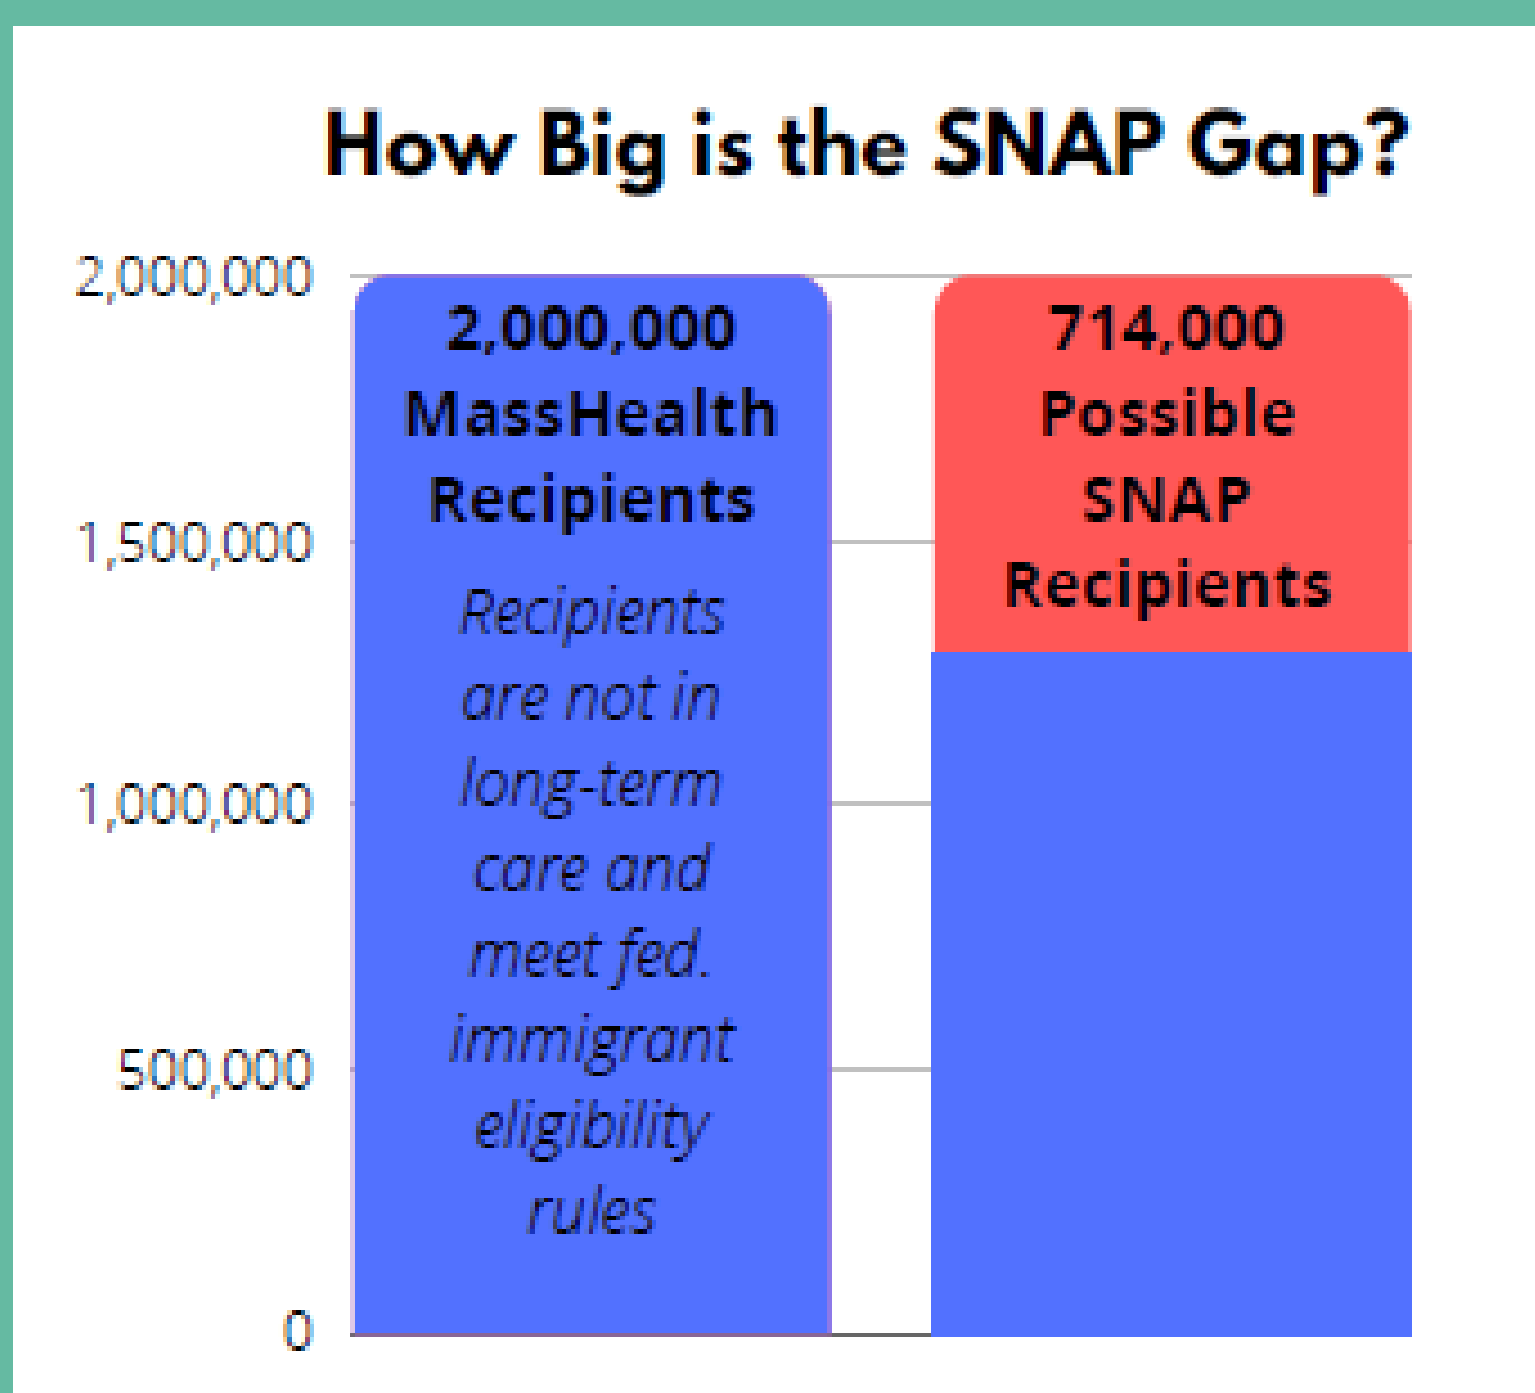 How Big is the SNAP Gap?
2,000,000
1,500,000
1,000,000
500,000
0
2,000,000
MassHealth
Recipients
Recipients
are not in
long-term
care and
meet fed.
immigrant
eligibility
rules
714,000
Possible
SNAP
Recipients